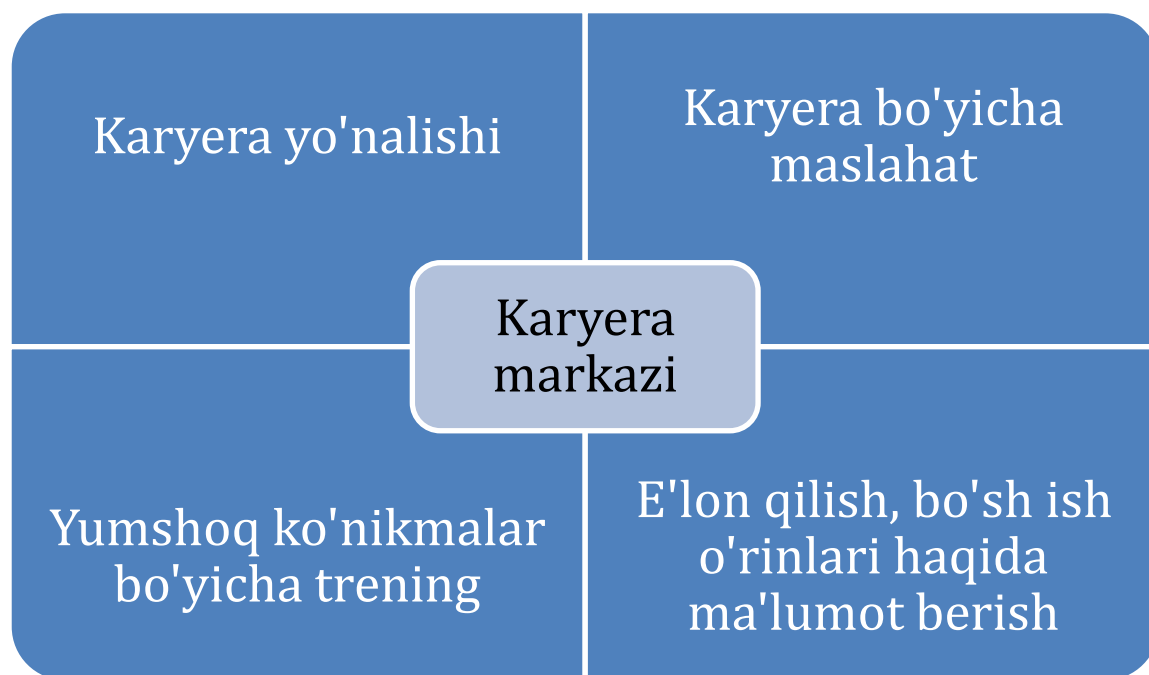 Karyera yo'nalishi
Karyera bo'yicha
maslahat
Karyera
markazi
Yumshoq ko'nikmalar
bo'yicha trening
E'lon qilish, bo'sh ish
o'rinlari haqida
ma'lumot berish